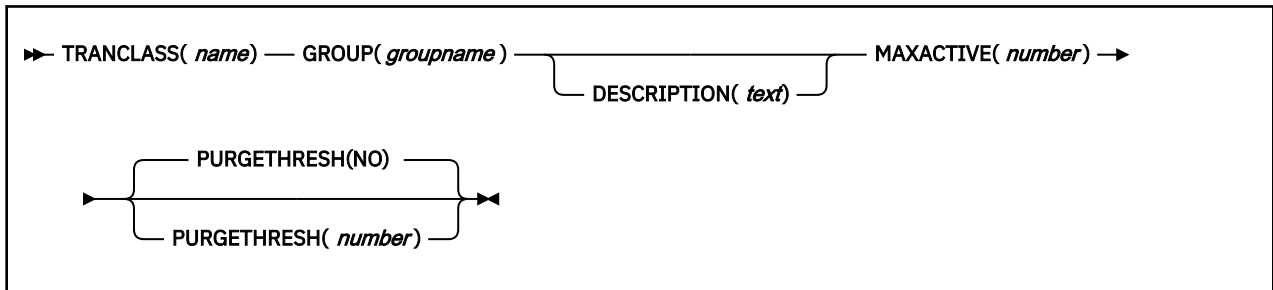 TRANCLASS( name) GROUP( groupname ) MAXACTIVE( number )
DESCRIPTION( text)
PURGETHRESH(NO)
PURGETHRESH( number )